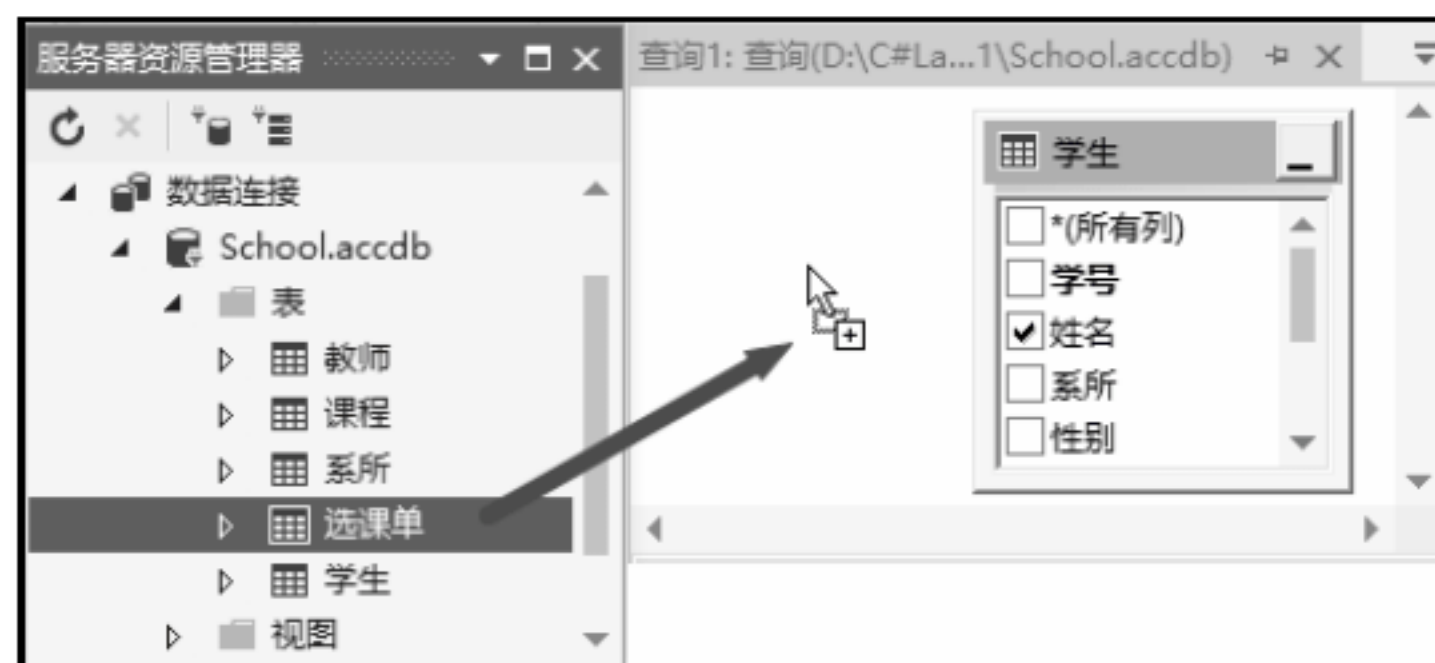 服务器资源管理器
数据连接
School.accdb
表
教师
课程
系所
选课单
学生
视图
查询1: 查询(D:\C#La...1\School.accdb)
学生
*(所有列)
学号
姓名
系所
性别